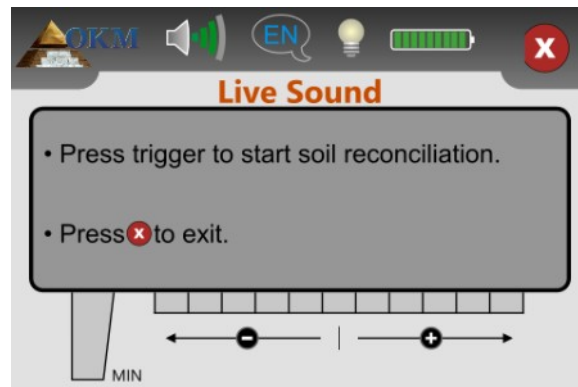 OKM EN X
Live Sound
• Press trigger to start soil reconciliation.
• Press x to exit.
MIN